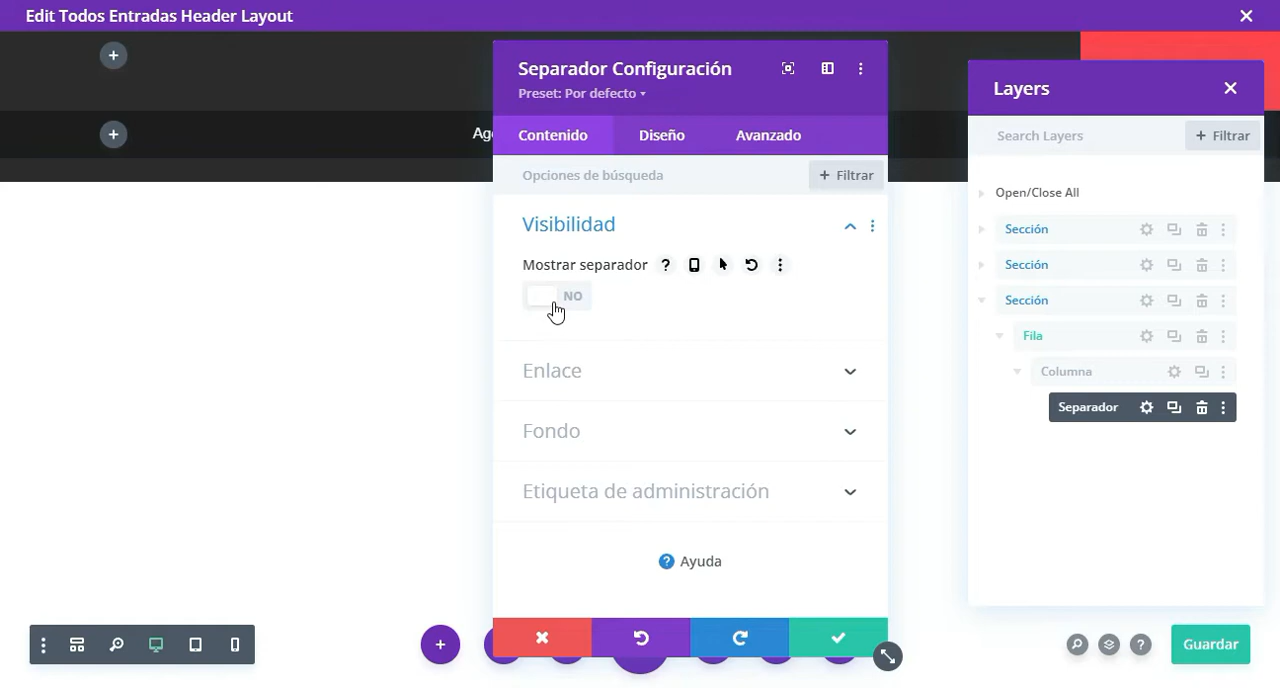 Edit Todos Entradas Header Layout
Age
Separador Configuración
Preset: Por defecto
Contenido
Diseño
Avanzado
Opciones de búsqueda
+ Filtrar
Visibilidad
Mostrar separador
NO
Enlace
Fondo
Etiqueta de administración
Ayuda
Layers
Search Layers
+ Filtrar
Open/Close All
Sección
Sección
Sección
Fila
Columna
Separador
Guardar